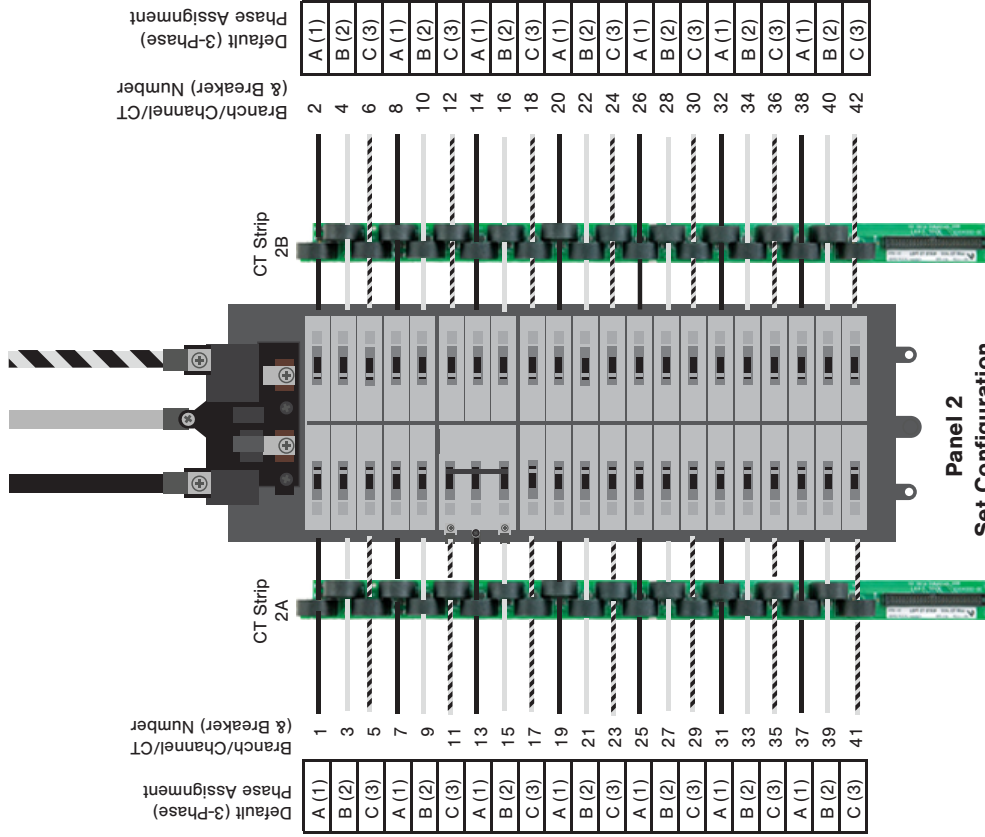 Default (3-Phase)
Phase Assignment
A (1)
B (2)
C (3)
A (1)
B (2)
C (3)
A (1)
B (2)
C (3)
A (1)
B (2)
C (3)
A (1)
B (2)
C (3)
A (1)
B (2)
C (3)
A (1)
B (2)
C (3)
Branch/Channel/CT
(& Breaker) Number
2
4
6
8
10
12
14
16
18
20
22
24
26
28
30
32
34
36
38
40
42
CT Strip
2B
CT Strip
2A
Branch/Channel/CT
(& Breaker) Number
1
3
5
7
9
11
13
15
17
19
21
23
25
27
29
31
33
35
37
39
41
Default (3-Phase)
Phase Assignment
A (1)
B (2)
C (3)
A (1)
B (2)
C (3)
A (1)
B (2)
C (3)
A (1)
B (2)
C (3)
A (1)
B (2)
C (3)
A (1)
B (2)
C (3)
A (1)
B (2)
C (3)
Panel 2
Set Configuration